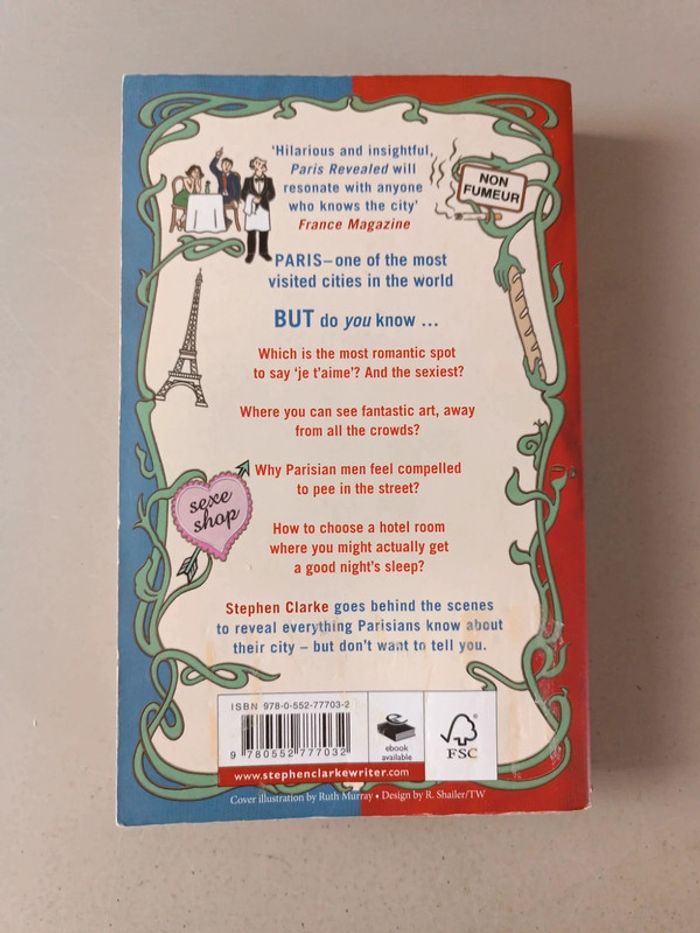 'Hilarious and insightful,
Paris Revealed will
resonate with anyone
who knows the city'
France Magazine
NON
FUMEUR
PARIS–one of the most
visited cities in the world
BUT do you know ...
Which is the most romantic spot
to say 'je t'aime'? And the sexiest?
Where you can see fantastic art, away
from all the crowds?
Why Parisian men feel compelled
to pee in the street?
sexe
shop
How to choose a hotel room
where you might actually get
a good night's sleep?
Stephen Clarke goes behind the scenes
to reveal everything Parisians know about
their city – but don't want to tell you.
ISBN 978-0-552-77703-2
9 780552 777032
ebook
available
FSC
www.stephenclarkewriter.com
Cover illustration by Ruth Murray • Design by R. Shailer/TW